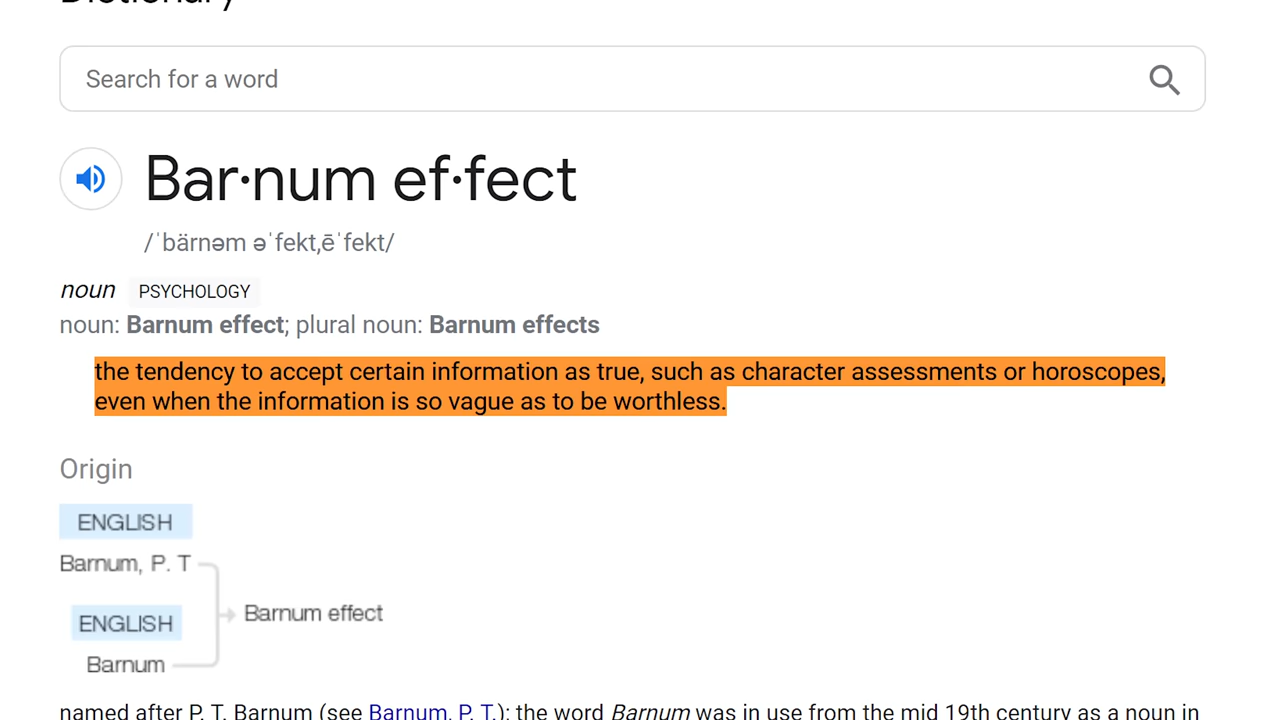 Dictionary
Search for a word
Bar·num ef·fect
/ˈbärnəm əˈfekt,ēˈfekt/
noun PSYCHOLOGY
noun: Barnum effect; plural noun: Barnum effects
the tendency to accept certain information as true, such as character assessments or horoscopes,
even when the information is so vague as to be worthless.
Origin
ENGLISH
Barnum, P. T
Barnum effect
ENGLISH
Barnum
named after P. T. Barnum (see Barnum, P. T.); the word Barnum was in use from the mid 19th century as a noun in